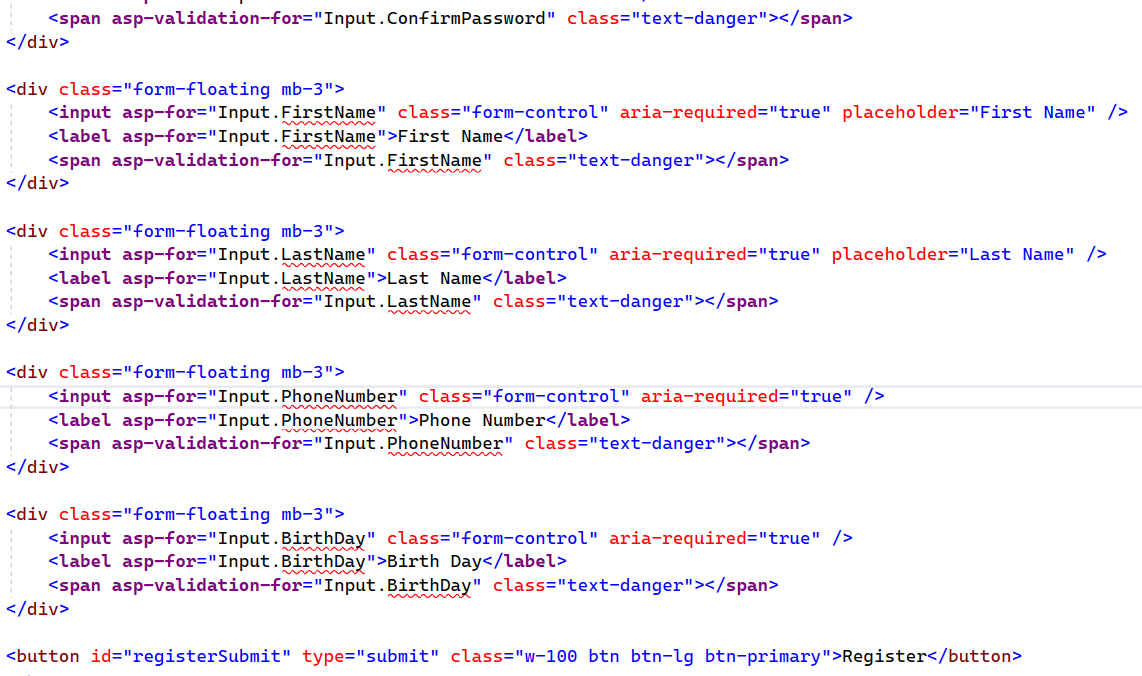 <span asp-validation-for="Input.ConfirmPassword" class="text-danger"></span>
</div>
<div class="form-floating mb-3">
<input asp-for="Input.FirstName" class="form-control" aria-required="true" placeholder="First Name" />
<label asp-for="Input.FirstName">First Name</label>
<span asp-validation-for="Input.FirstName" class="text-danger"></span>
</div>
<div class="form-floating mb-3">
<input asp-for="Input.LastName" class="form-control" aria-required="true" placeholder="Last Name" />
<label asp-for="Input.LastName">Last Name</label>
<span asp-validation-for="Input.LastName" class="text-danger"></span>
</div>
<div class="form-floating mb-3">
<input asp-for="Input.PhoneNumber" class="form-control" aria-required="true" />
<label asp-for="Input.PhoneNumber">Phone Number</label>
<span asp-validation-for="Input.PhoneNumber" class="text-danger"></span>
</div>
<div class="form-floating mb-3">
<input asp-for="Input.BirthDay" class="form-control" aria-required="true" />
<label asp-for="Input.BirthDay">Birth Day</label>
<span asp-validation-for="Input.BirthDay" class="text-danger"></span>
</div>
<button id="registerSubmit" type="submit" class="w-100 btn btn-lg btn-primary">Register</button>